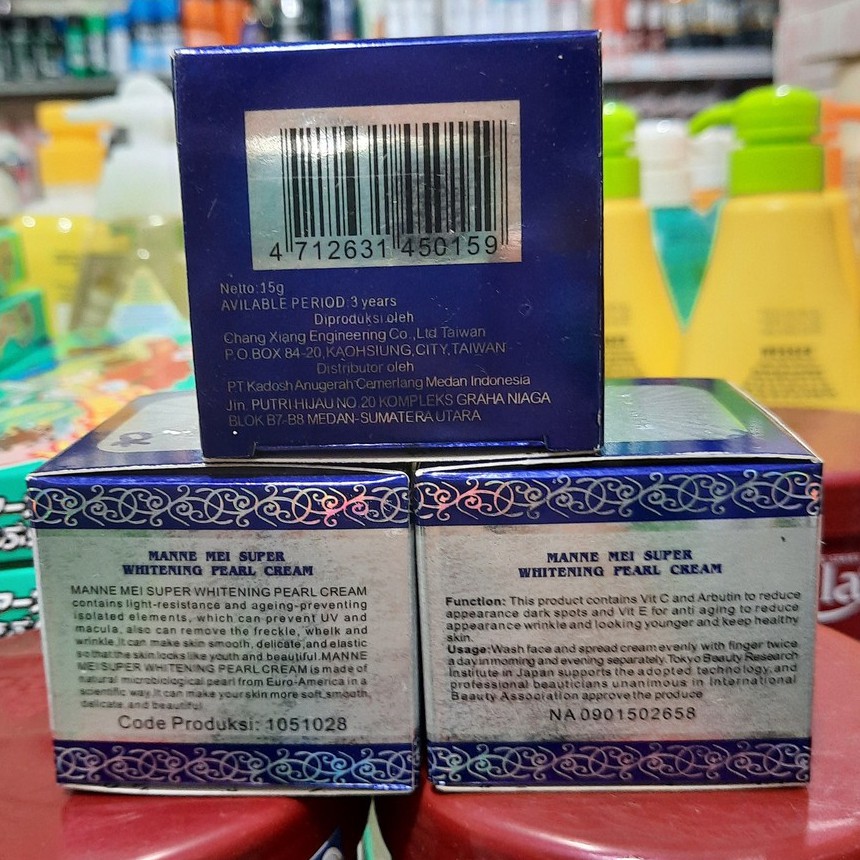 4 712631 450159
Netto:15g
AVILABLE PERIOD:3 years
Diproduksi oleh
Chang Xiang Engineering Co.,Ltd Taiwan
P.O.BOX 84-20,KAOHSIUNG,CITY,TAIWAN
Distributor oleh
PT Kadosh Anugerah Cemerlang Medan Indonesia
Jln. PUTRI HIJAU NO.20 KOMPLEKS GRAHA NIAGA
BLOK B7-B8 MEDAN-SUMATERA UTARA
MANNE MEI SUPER
WHITENING PEARL CREAM
MANNE MEI SUPER WHITENING PEARL CREAM
contains light-resistance and ageing-preventing
isolated elements, which can prevent UV and
macula, also can remove the freckle, whelk and
wrinkle.It can make skin smooth, delicate,and elastic
so that the skin looks like youth and beautiful.MANNE
MEI SUPER WHITENING PEARL CREAM is made of
natural microbiological pearl from Euro-America in a
scientific way.It can make your skin more soft,smooth,
delicate,and beautiful.
Code Produksi: 1051028
MANNE MEI SUPER
WHITENING PEARL CREAM
Function: This product contains Vit C and Arbutin to reduce
appearance dark spots and Vit E for anti aging to reduce
appearance wrinkle and looking younger and keep healthy
skin.
Usage:Wash face and spread cream evenly with finger twice
a day in morning and evening separately.Tokyo Beauty Research
Institute in Japan supports the adopted technology,and
professional beauticians unanimous in International
Beauty Association approve the produce
NA 0901502658